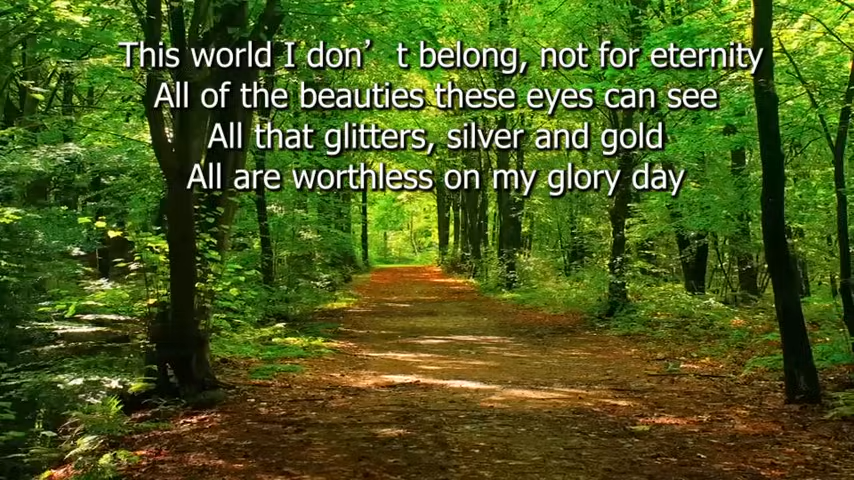 This world I don’t belong, not for eternity
All of the beauties these eyes can see
All that glitters, silver and gold
All are worthless on my glory day